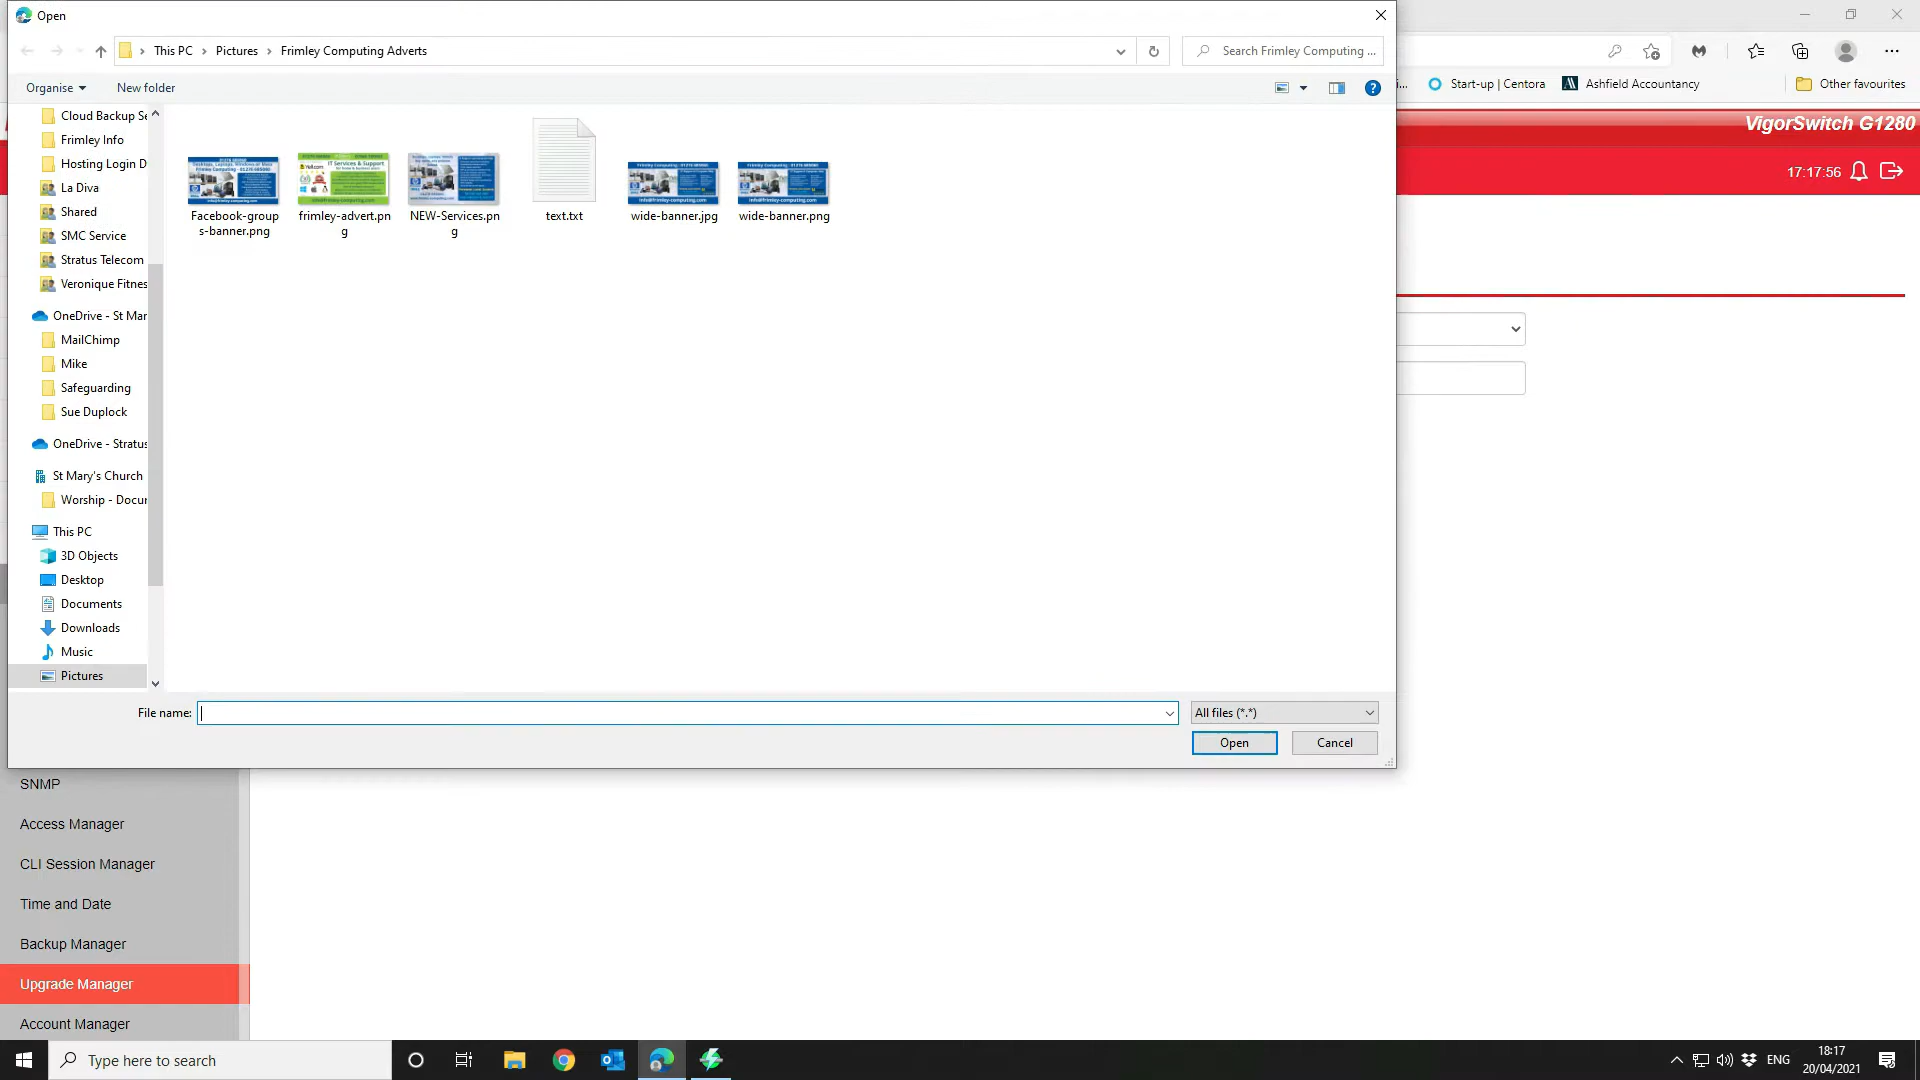 Open
This PC
Pictures
Frimley Computing Adverts
Search Frimley Computing ...
Organise
New folder
Start-up | Centora
Ashfield Accountancy
Other favourites
VigorSwitch G1280
17:17:56
Cloud Backup Se
Frimley Info
Hosting Login D
La Diva
Shared
SMC Service
Stratus Telecom
Veronique Fitnes
OneDrive - St Mar
MailChimp
Mike
Safeguarding
Sue Duplock
OneDrive - Stratus
St Mary's Church
Worship - Docur
This PC
3D Objects
Desktop
Documents
Downloads
Music
Pictures
Facebook-group
s-banner.png
frimley-advert.pn
g
NEW-Services.pn
g
text.txt
wide-banner.jpg
wide-banner.png
File name:
All files (*.*)
Open
Cancel
SNMP
Access Manager
CLI Session Manager
Time and Date
Backup Manager
Upgrade Manager
Account Manager
Type here to search
ENG
18:17
20/04/2021